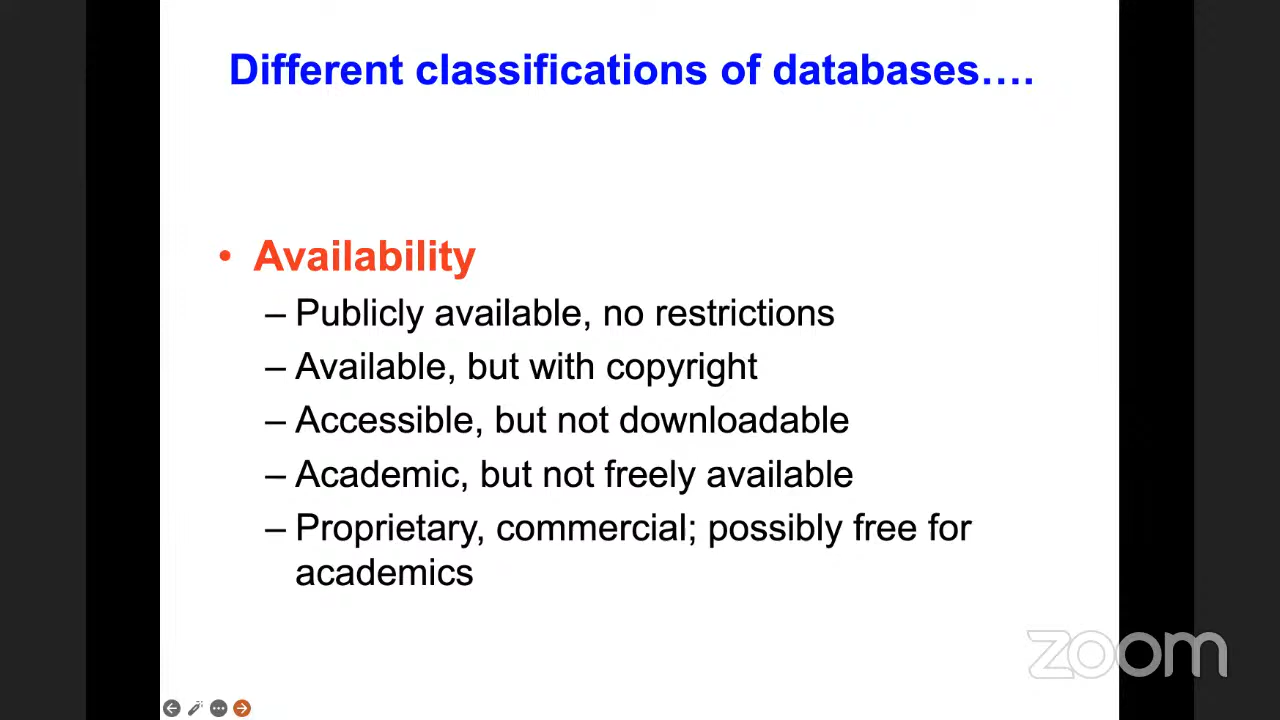 Different classifications of databases….
• Availability
– Publicly available, no restrictions
– Available, but with copyright
– Accessible, but not downloadable
– Academic, but not freely available
– Proprietary, commercial; possibly free for
academics
zoom